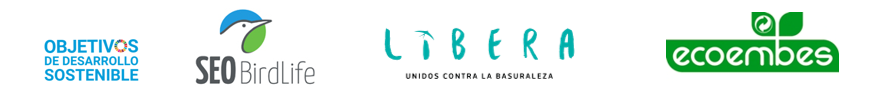 OBJETIVOS
DE DESARROLLO
SOSTENIBLE
SEO BirdLife
LIBERA
UNIDOS CONTRA LA BASURALEZA
ecoembes